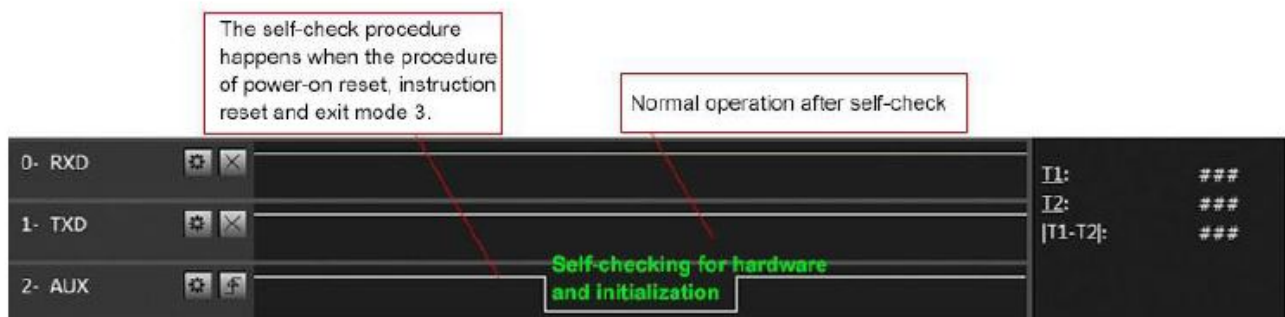 The self-check procedure
happens when the procedure
of power-on reset, instruction
reset and exit mode 3.
Normal operation after self-check
0- RXD
T1: ###
T2: ###
1- TXD
|T1-T2|: ###
Self-checking for hardware
and initialization
2- AUX